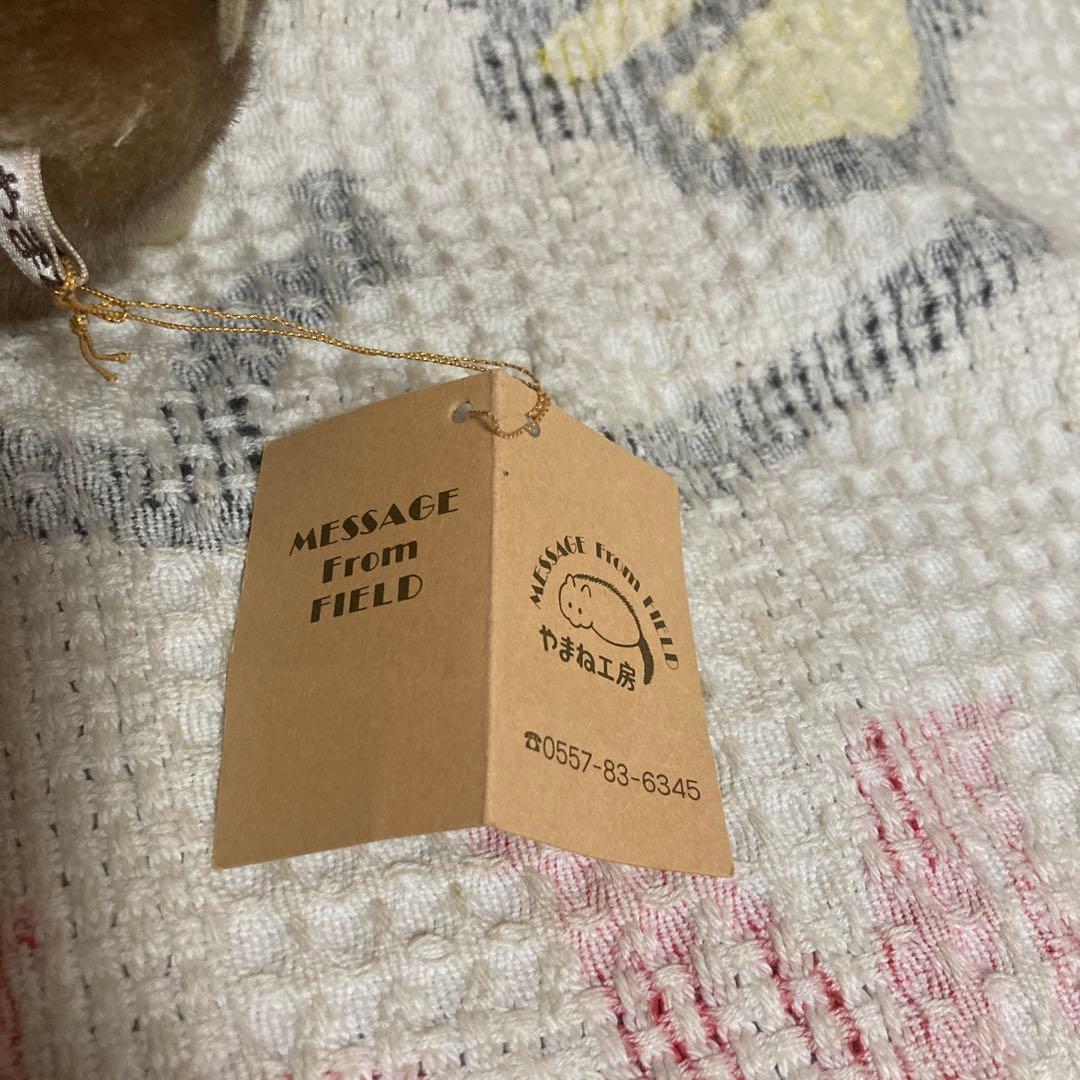 MESSAGE
From
FIELD
MESSAGE From FIELD
やまね工房
☎0557-83-6345